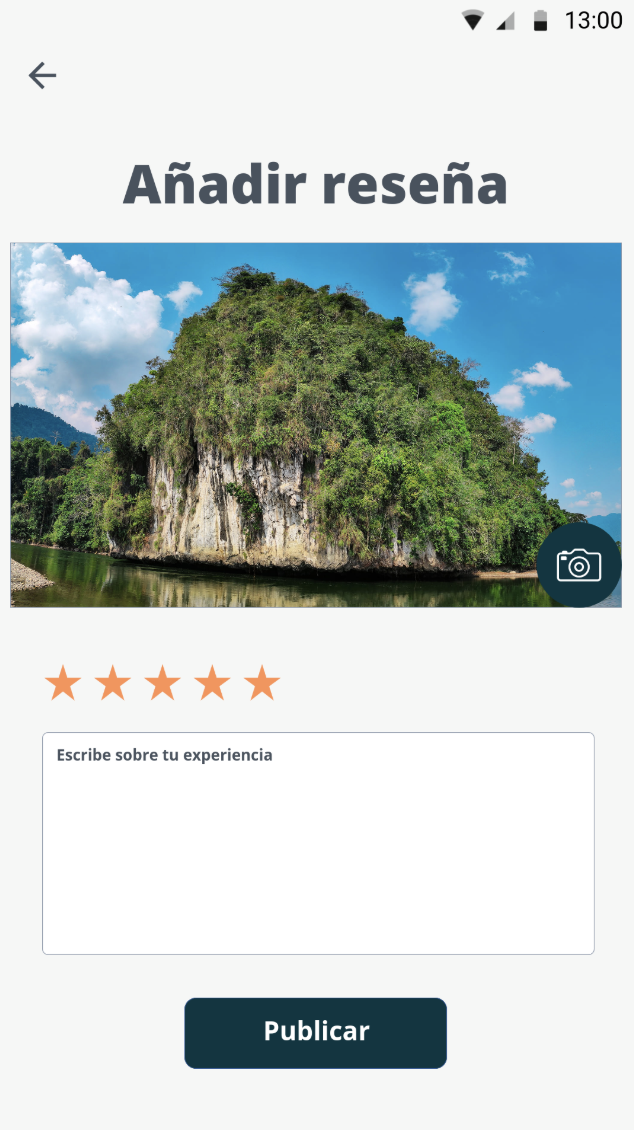 13:00
Añadir reseña
Escribe sobre tu experiencia
Publicar